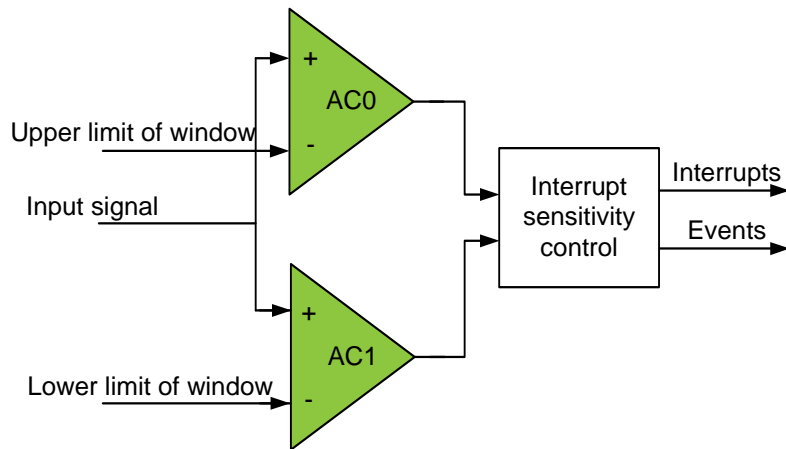 +
AC0
-
Upper limit of window
Input signal
Interrupt
sensitivity
control
Interrupts
Events
+
AC1
-
Lower limit of window